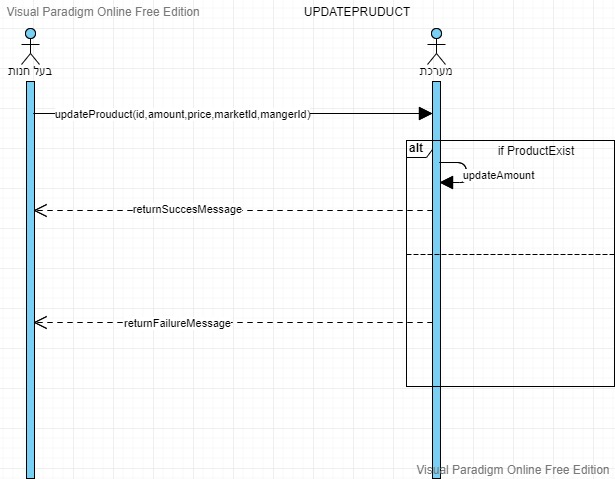 Visual Paradigm Online Free Edition
UPDATEPRUDUCT
בעל חנות
מערכת
updateProuduct(id,amount,price,marketId,mangerId)
alt
if ProductExist
updateAmount
returnSuccesMessage
returnFailureMessage
Visual Paradigm Online Free Edition